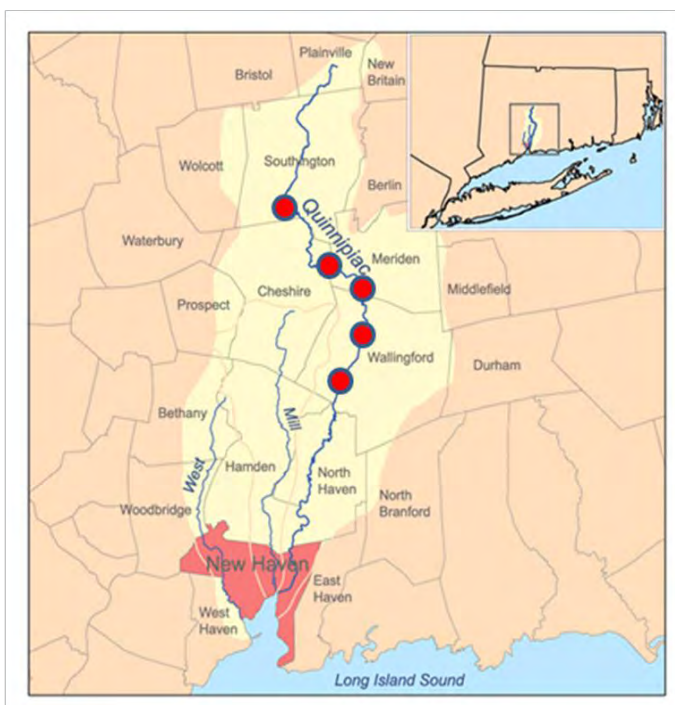 Plainville
Bristol
New
Britain
Wolcott
Southington
Berlin
Quinnipiac
Waterbury
Meriden
Cheshire
Middlefield
Prospect
Wallingford
Durham
Bethany
Mill
West
Hamden
North
Haven
North
Branford
Woodbridge
New Haven
East
Haven
West
Haven
Long Island Sound